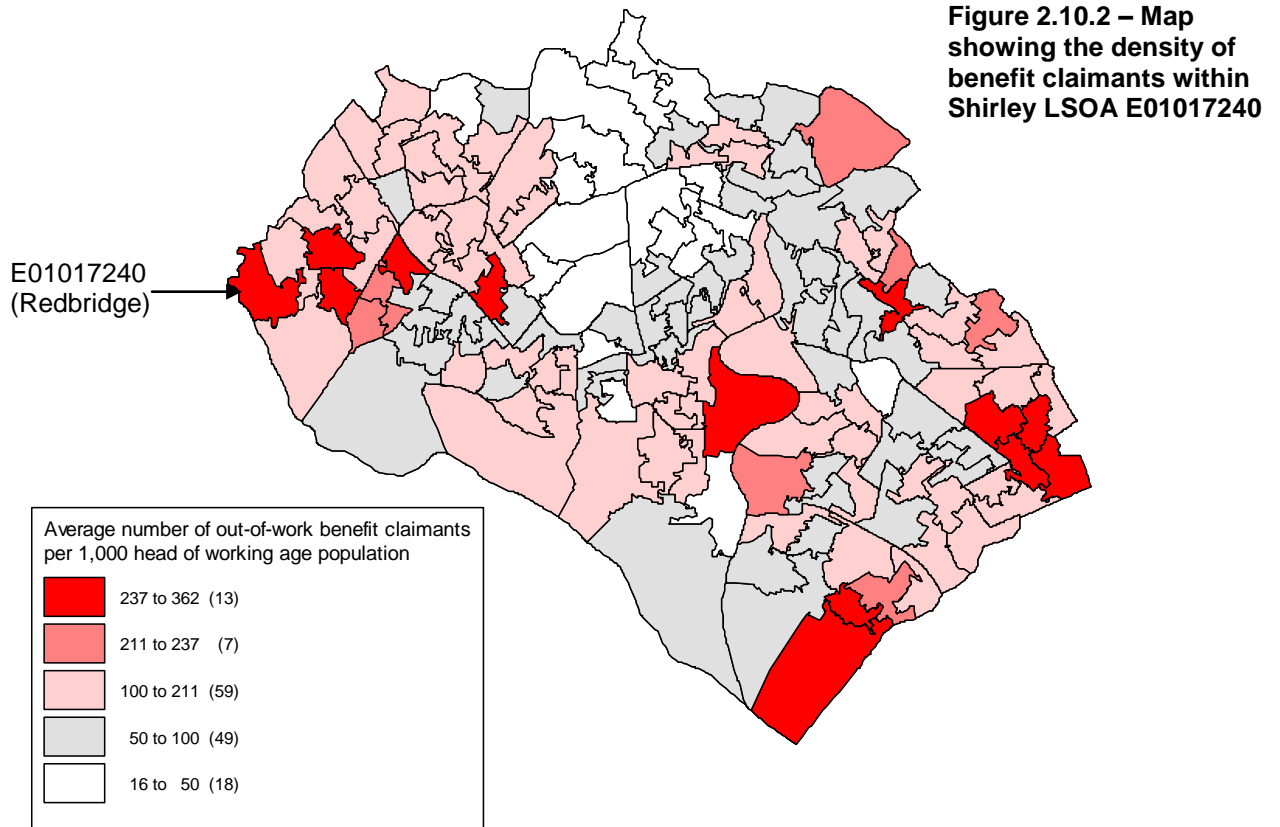 Figure 2.10.2 – Map
showing the density of
benefit claimants within
Shirley LSOA E01017240
E01017240
(Redbridge)
Average number of out-of-work benefit claimants
per 1,000 head of working age population
237 to 362 (13)
211 to 237 (7)
100 to 211 (59)
50 to 100 (49)
16 to 50 (18)